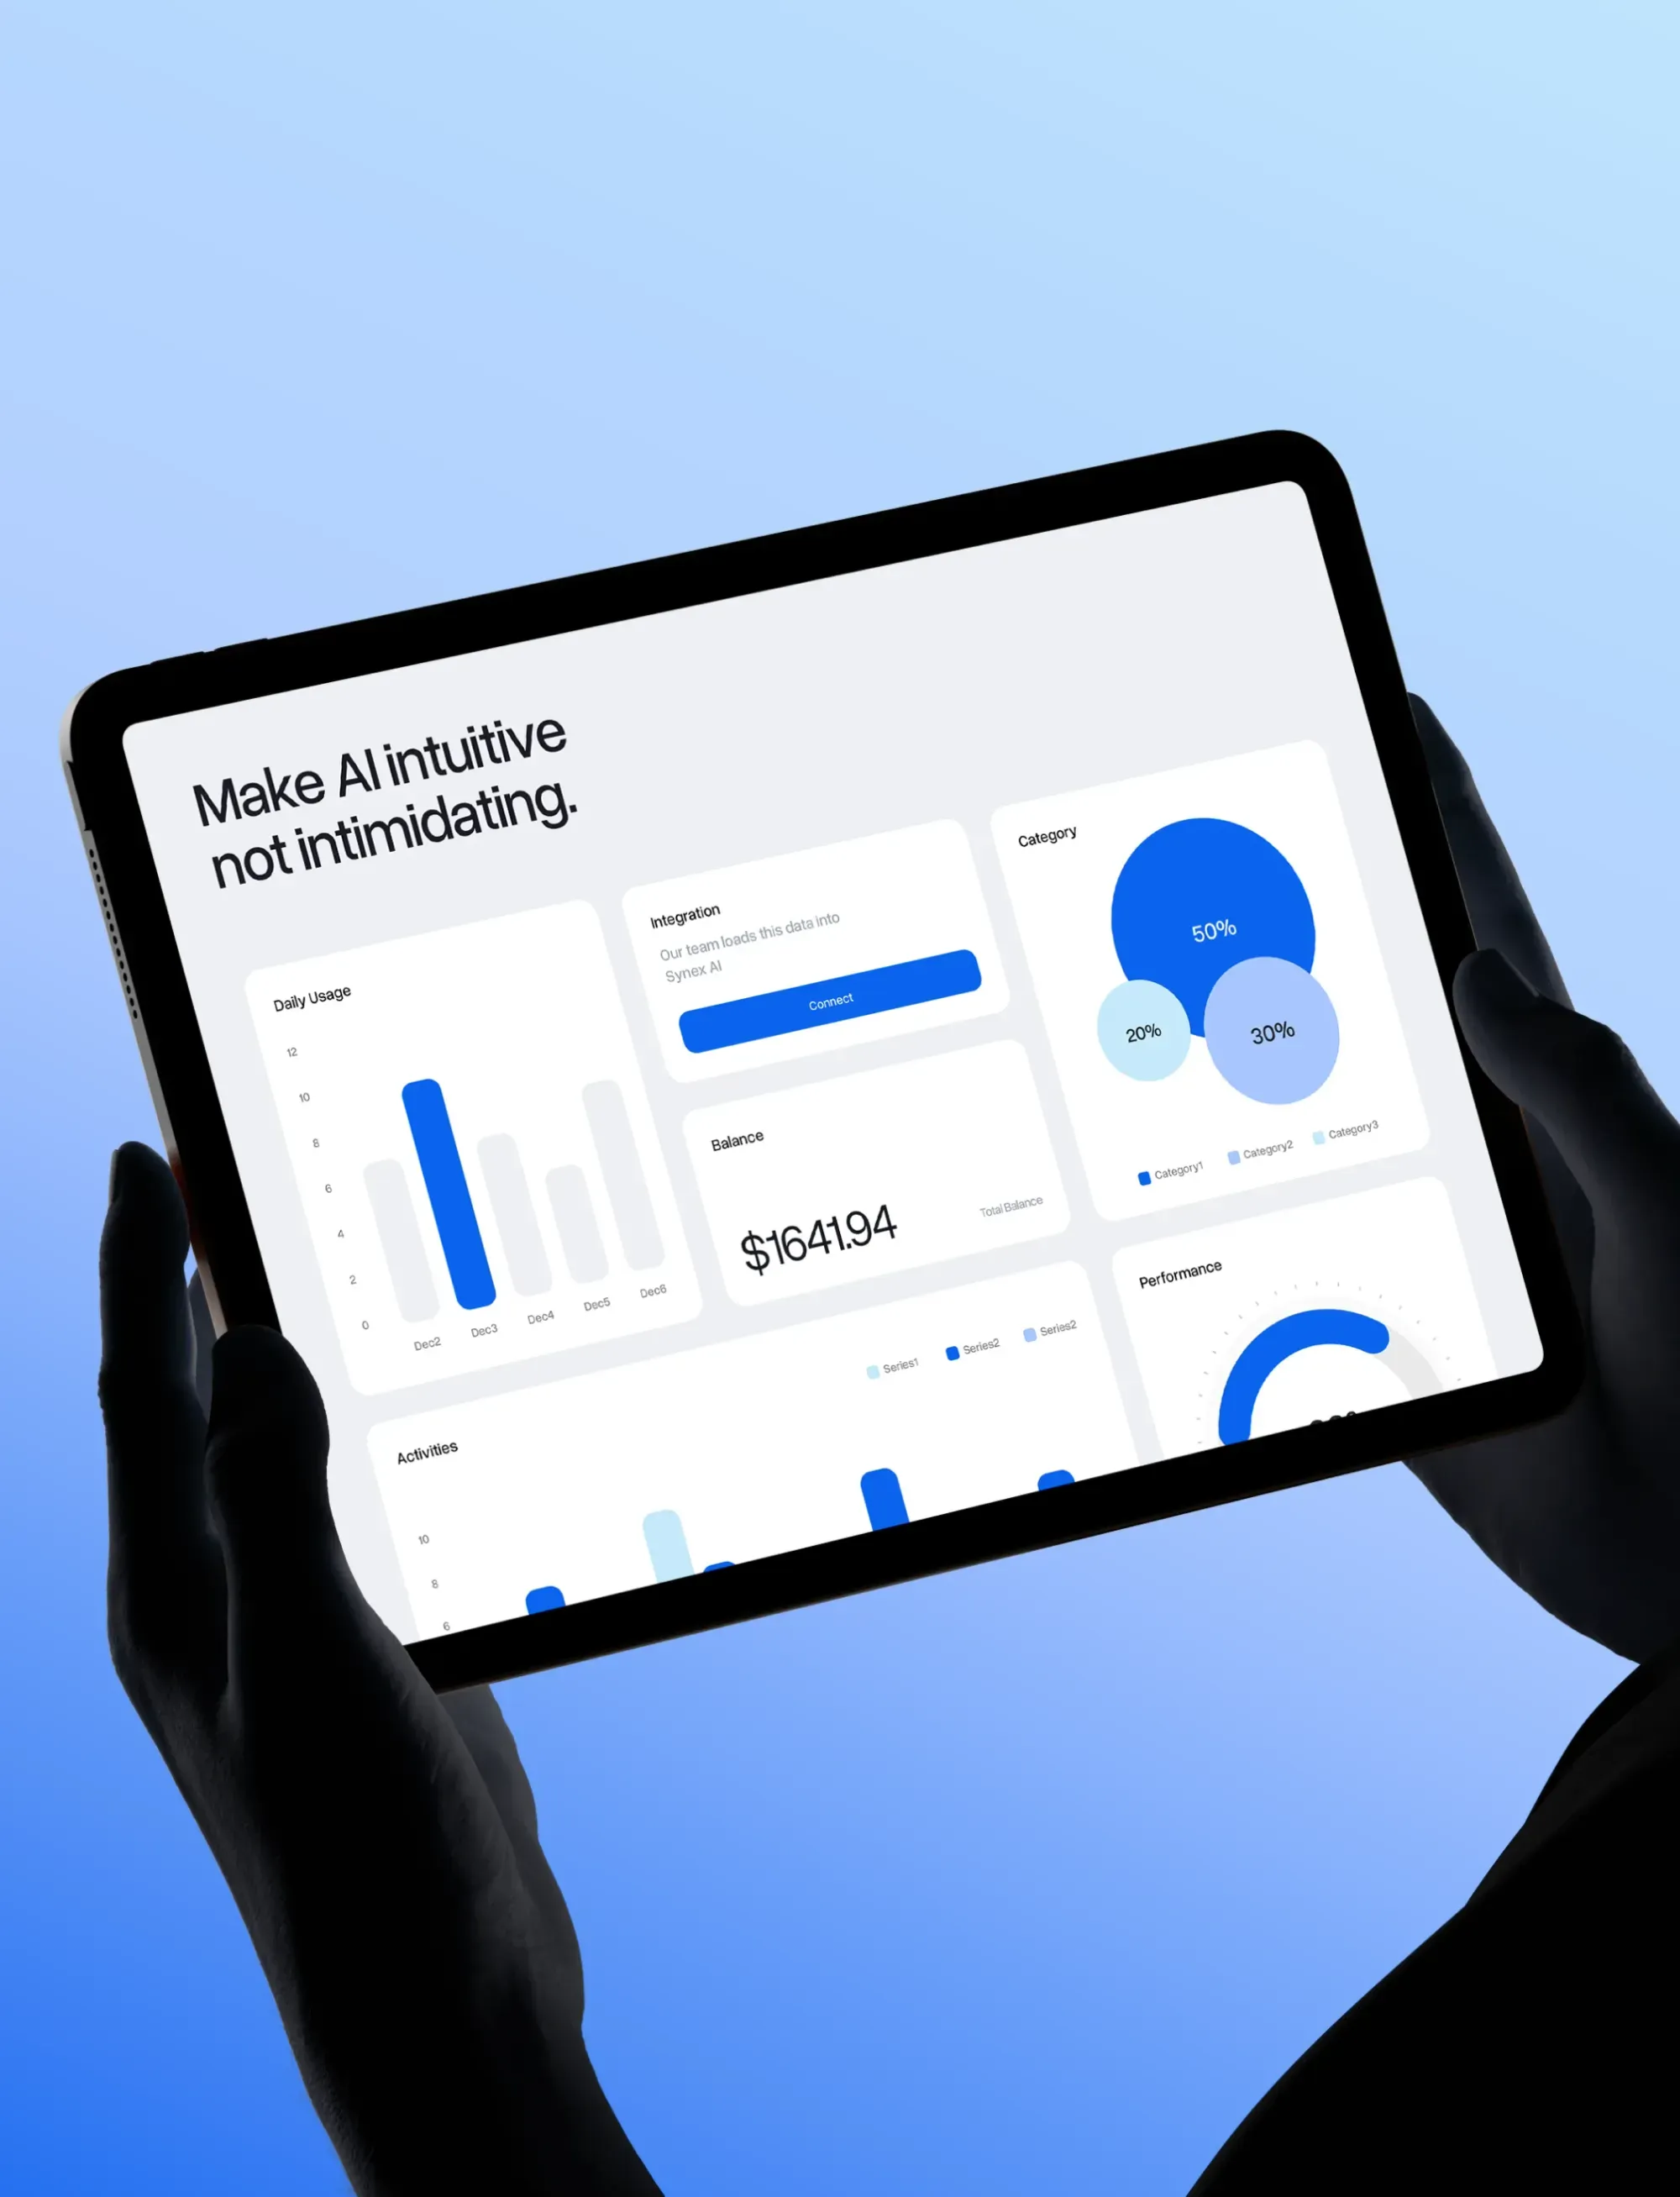 Make AI intuitive
not intimidating.
Daily Usage
12
10
8
6
4
2
0
Dec2
Dec3
Dec4
Dec5
Dec6
Integration
Our team loads this data into
Synex AI
Connect
Balance
$1641.94
Total Balance
Category
50%
20%
30%
Category1
Category2
Category3
Activities
Series1
Series2
Series2
10
8
6
Performance